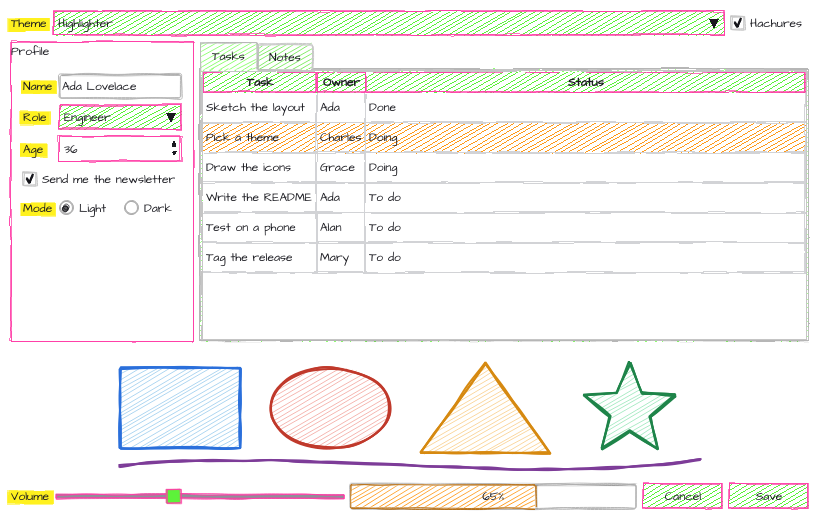 Theme Highlighter Hachures
Profile
Tasks Notes
Name Ada Lovelace
Role Engineer
Age 36
Send me the newsletter
Mode Light Dark
Task Owner Status
Sketch the layout Ada Done
Pick a theme Charles Doing
Draw the icons Grace Doing
Write the README Ada To do
Test on a phone Alan To do
Tag the release Mary To do
Volume 65% Cancel Save